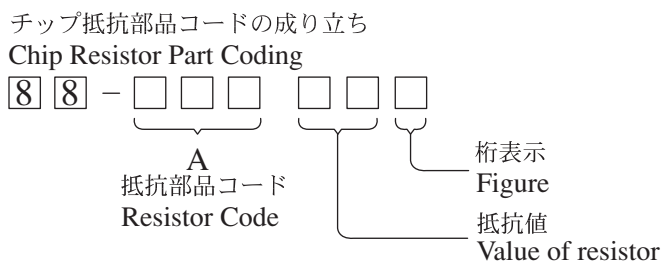 チップ抵抗部品コードの成り立ち
Chip Resistor Part Coding
8 8 − □ □ □ □ □ □
A
抵抗部品コード
Resistor Code
桁表示
Figure
抵抗値
Value of resistor